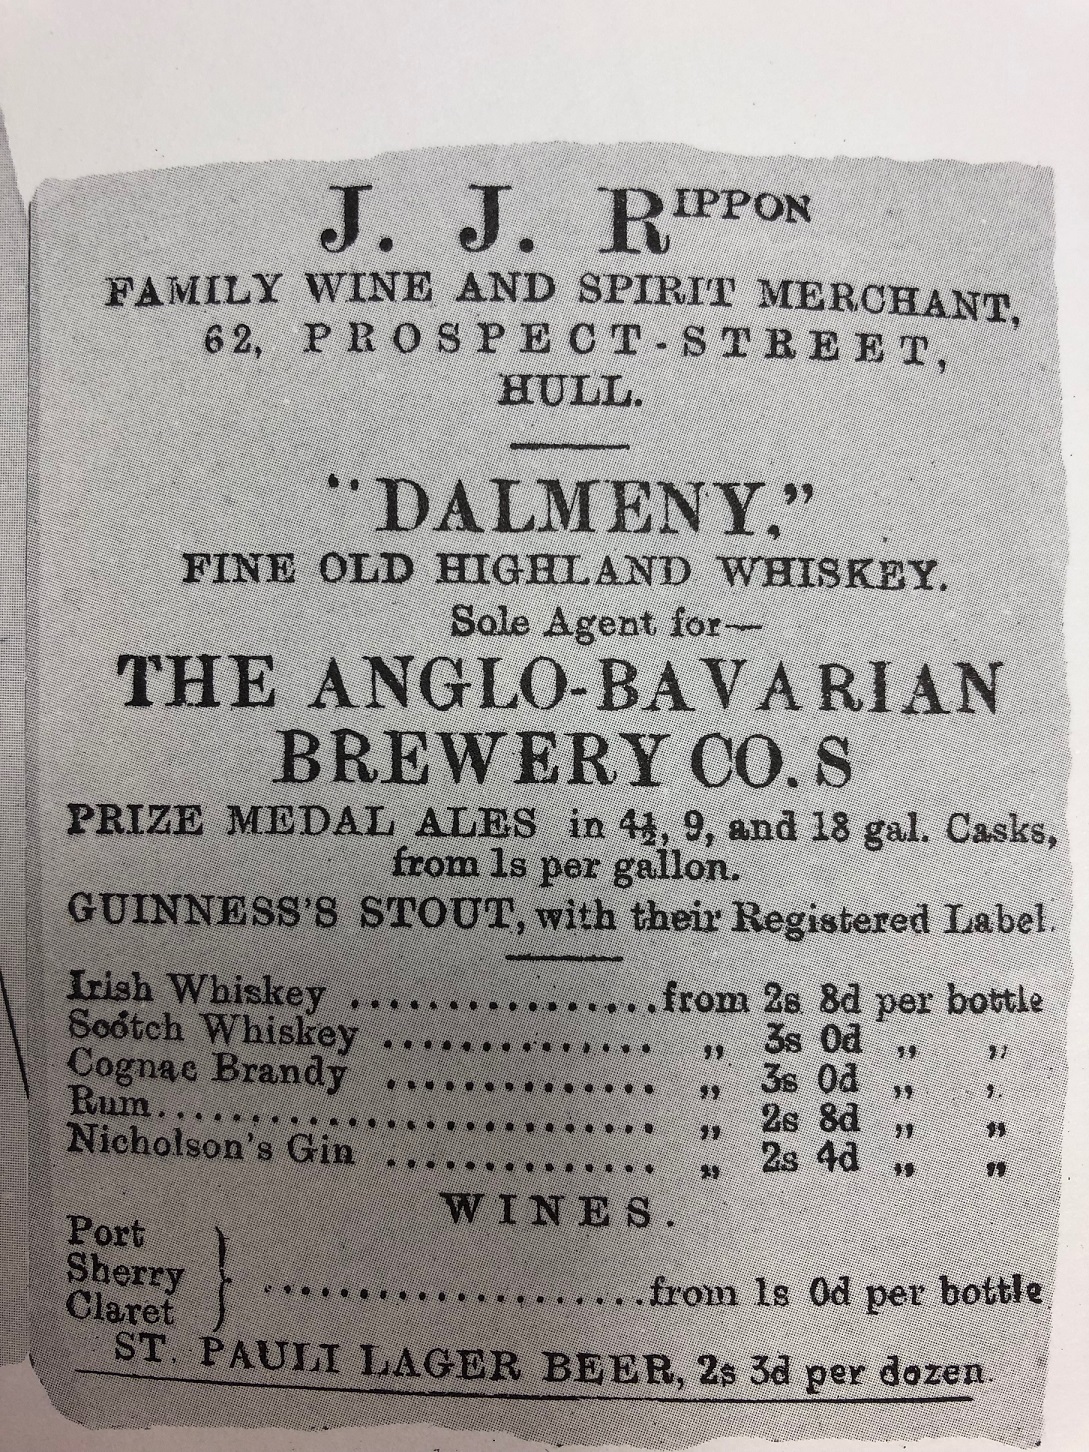 J. J. RIPPON
FAMILY WINE AND SPIRIT MERCHANT,
62, PROSPECT-STREET,
HULL.
"DALMENY,"
FINE OLD HIGHLAND WHISKEY.
Sole Agent for—
THE ANGLO-BAVARIAN
BREWERY CO.S
PRIZE MEDAL ALES in 4½, 9, and 18 gal. Casks,
from 1s per gallon.
GUINNESS'S STOUT, with their Registered Label.
Irish Whiskey ................from 2s 8d per bottle
Scotch Whiskey .............. „ 3s 0d „ „
Cognac Brandy .............. „ 3s 0d „ „
Rum.......................... „ 2s 8d „ „
Nicholson's Gin .............. „ 2s 4d „ „
WINES.
Port
Sherry } ....................from 1s 0d per bottle
Claret
ST. PAULI LAGER BEER, 2s 3d per dozen.